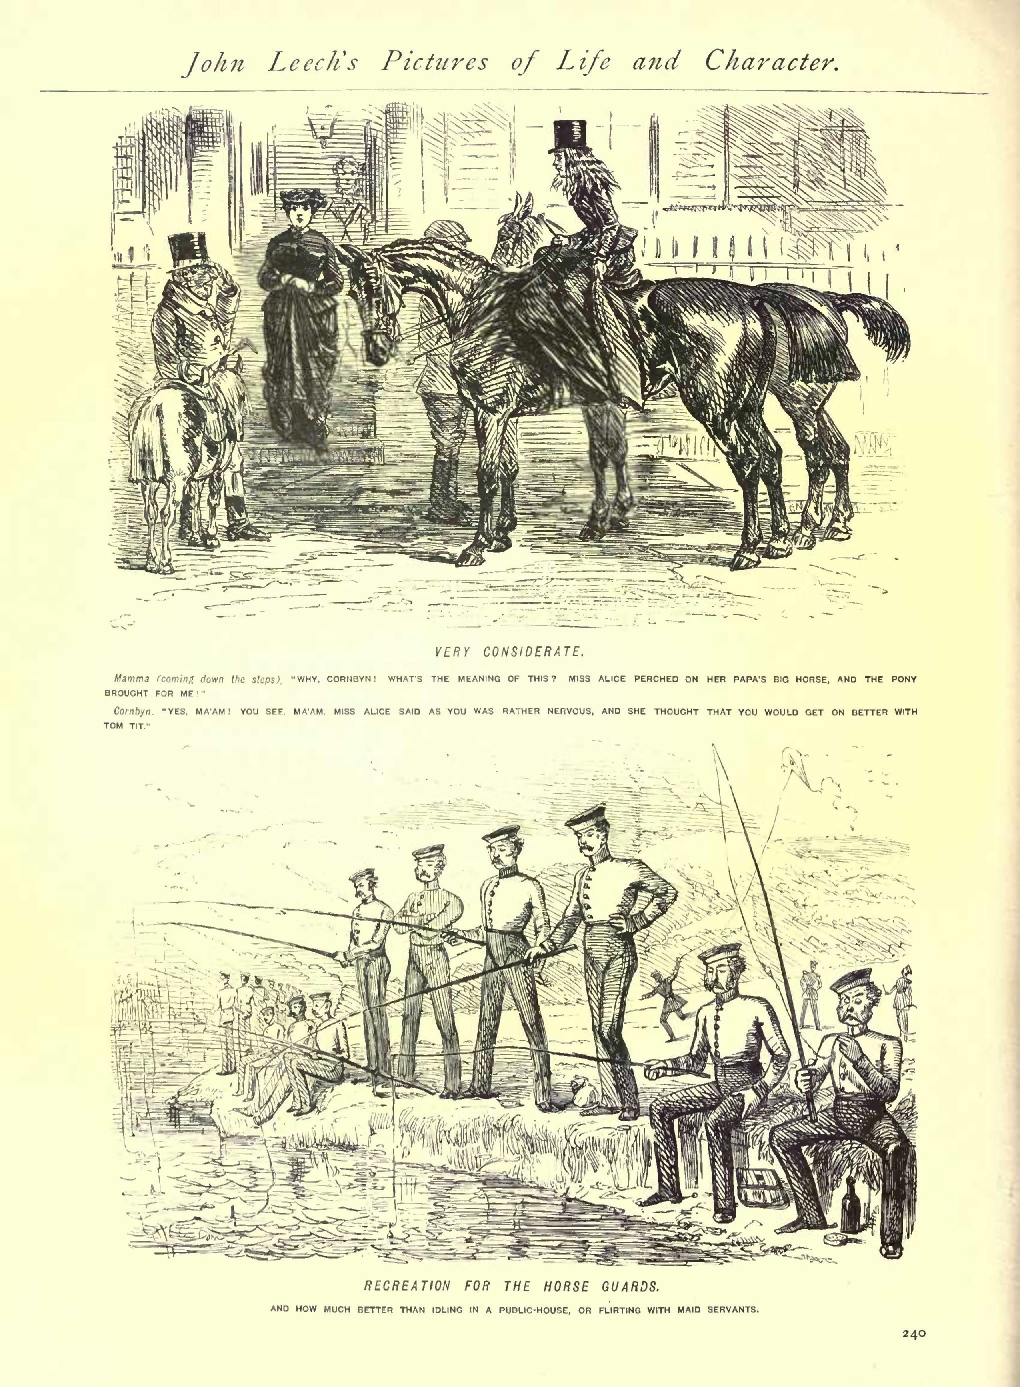 John Leech's Pictures of Life and Character.
VERY CONSIDERATE.
Mamma (coming down the steps), "WHY, CORNBYN! WHAT'S THE MEANING OF THIS? MISS ALICE PERCHED ON HER PAPA'S BIG HORSE, AND THE PONY
BROUGHT FOR ME!"
Cornbyn. "YES, MA'AM! YOU SEE, MA'AM, MISS ALICE SAID AS YOU WAS RATHER NERVOUS, AND SHE THOUGHT THAT YOU WOULD GET ON BETTER WITH
TOM TIT."
RECREATION FOR THE HORSE GUARDS.
AND HOW MUCH BETTER THAN IDLING IN A PUBLIC-HOUSE, OR FLIRTING WITH MAID SERVANTS.
240